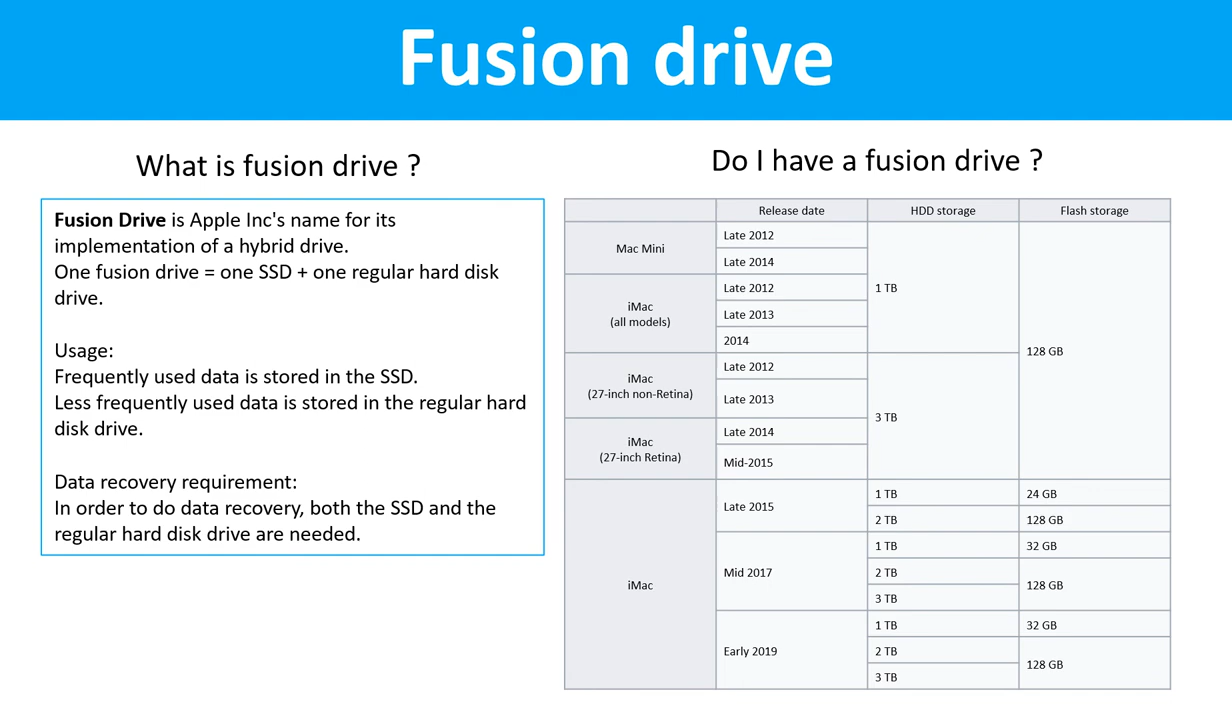 Fusion drive
What is fusion drive ?
Fusion Drive is Apple Inc's name for its
implementation of a hybrid drive.
One fusion drive = one SSD + one regular hard disk
drive.
Usage:
Frequently used data is stored in the SSD.
Less frequently used data is stored in the regular hard
disk drive.
Data recovery requirement:
In order to do data recovery, both the SSD and the
regular hard disk drive are needed.
Do I have a fusion drive ?
Release date HDD storage Flash storage
Mac Mini
Late 2012
Late 2014
iMac
(all models)
Late 2012
Late 2013
2014
1 TB
iMac
(27-inch non-Retina)
Late 2012
Late 2013
iMac
(27-inch Retina)
Late 2014
Mid-2015
3 TB
128 GB
iMac
Late 2015
1 TB 24 GB
2 TB 128 GB
Mid 2017
1 TB 32 GB
2 TB
3 TB
128 GB
Early 2019
1 TB 32 GB
2 TB
3 TB
128 GB